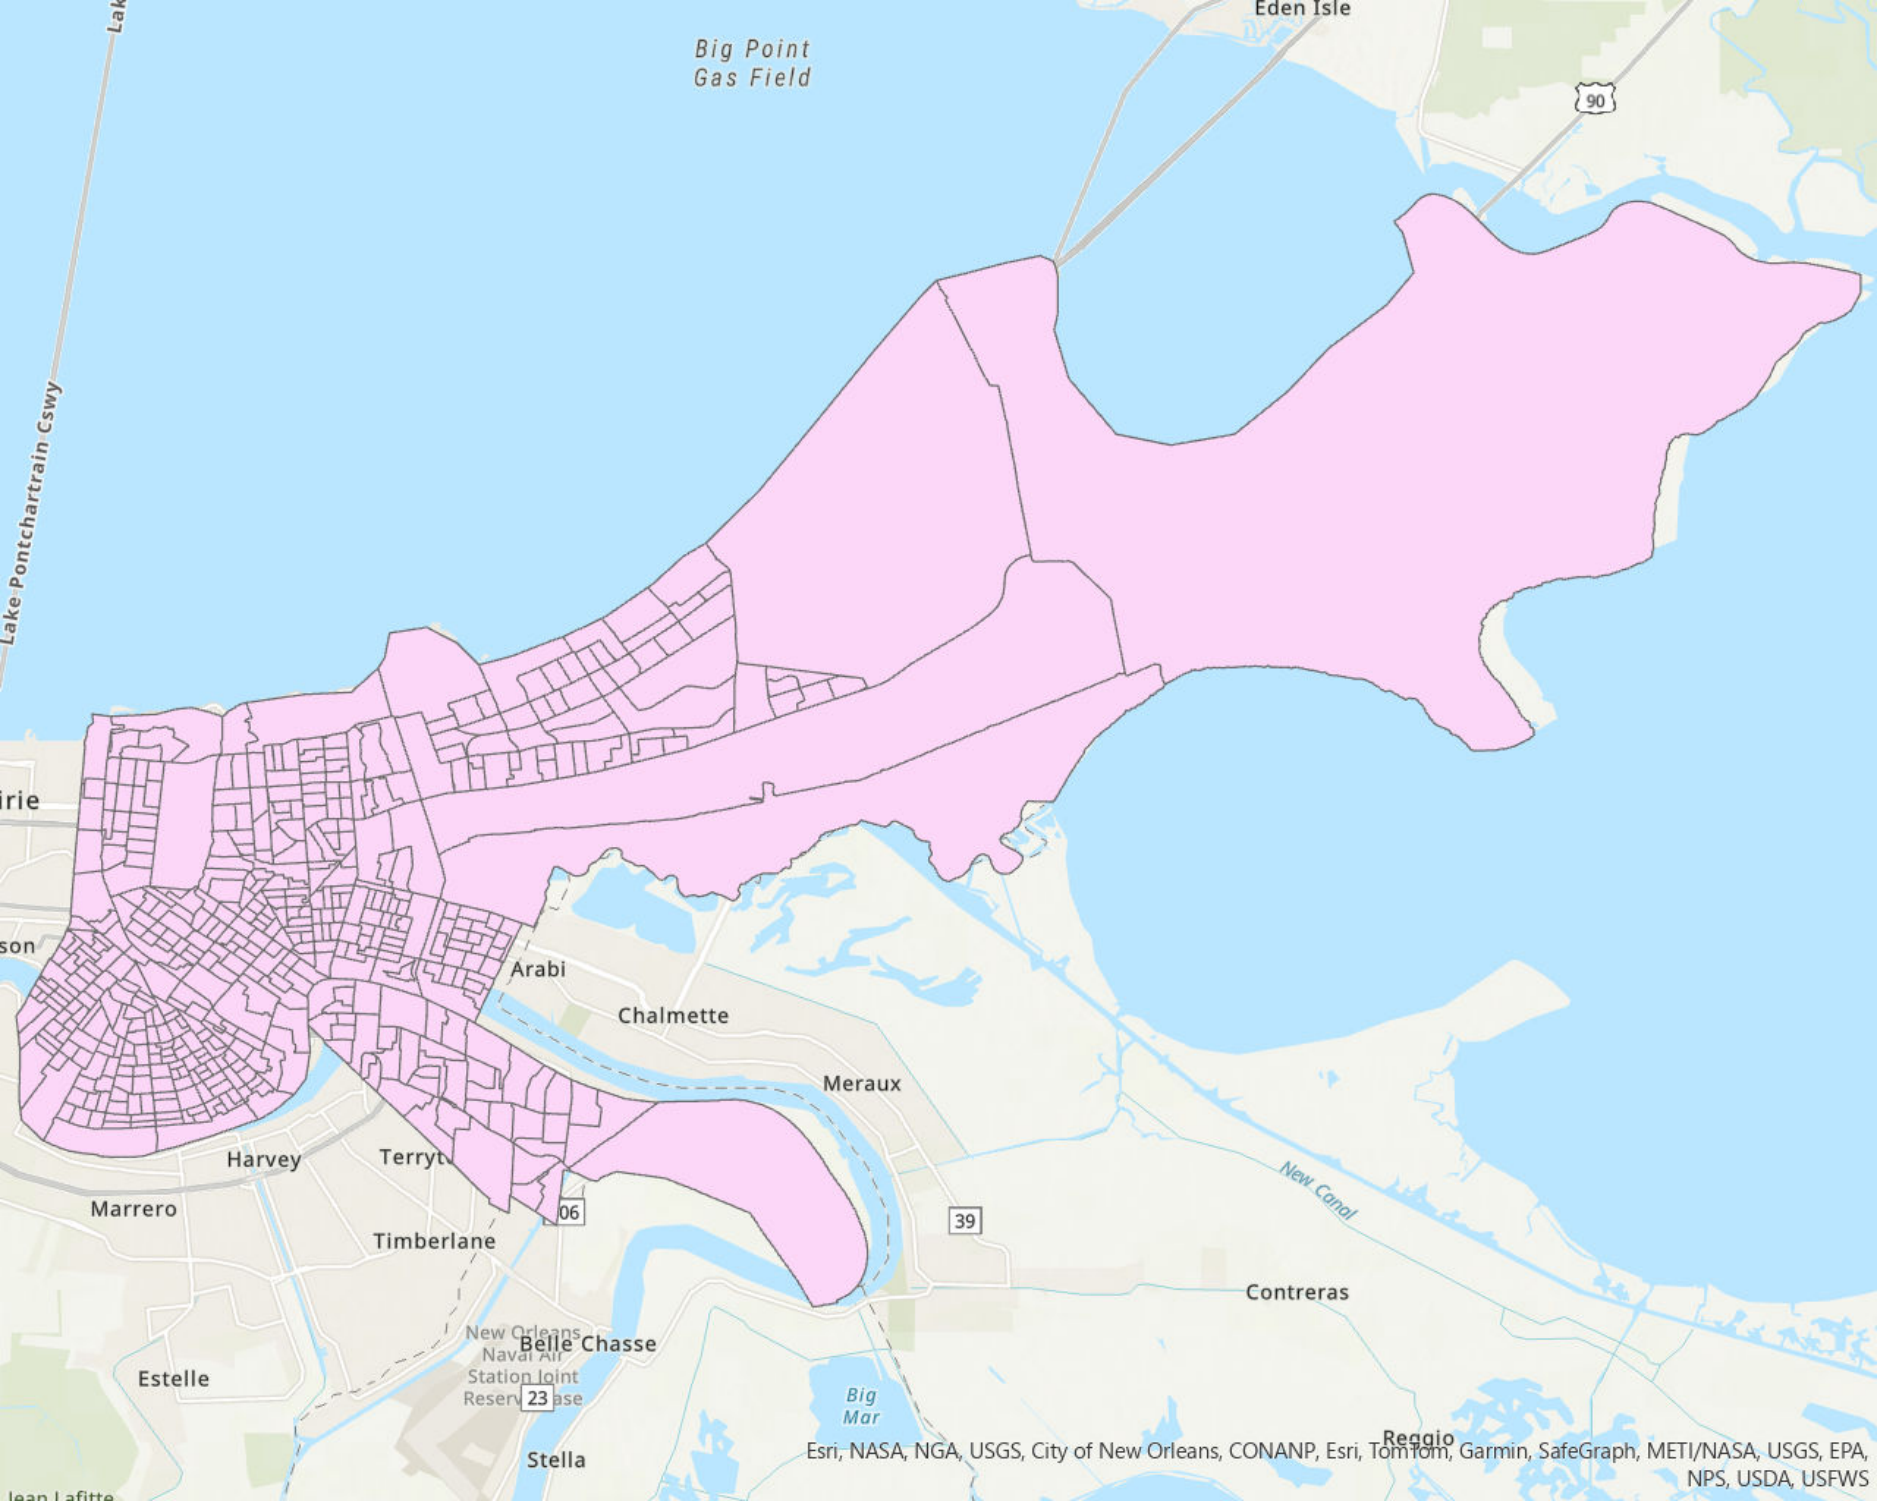 Lak
Eden Isle
Big Point
Gas Field
90
Lake Pontchartrain Cswy
irie
son
Arabi
Chalmette
Meraux
Harvey
Terryt
Marrero
06
39
Timberlane
New Canal
Contreras
New Orleans
Naval Air
Station Joint
Reserv ase
Belle Chasse
Estelle
23
Big
Mar
Reggio
Stella
Esri, NASA, NGA, USGS, City of New Orleans, CONANP, Esri, TomTom, Garmin, SafeGraph, METI/NASA, USGS, EPA,
NPS, USDA, USFWS
Jean Lafitte